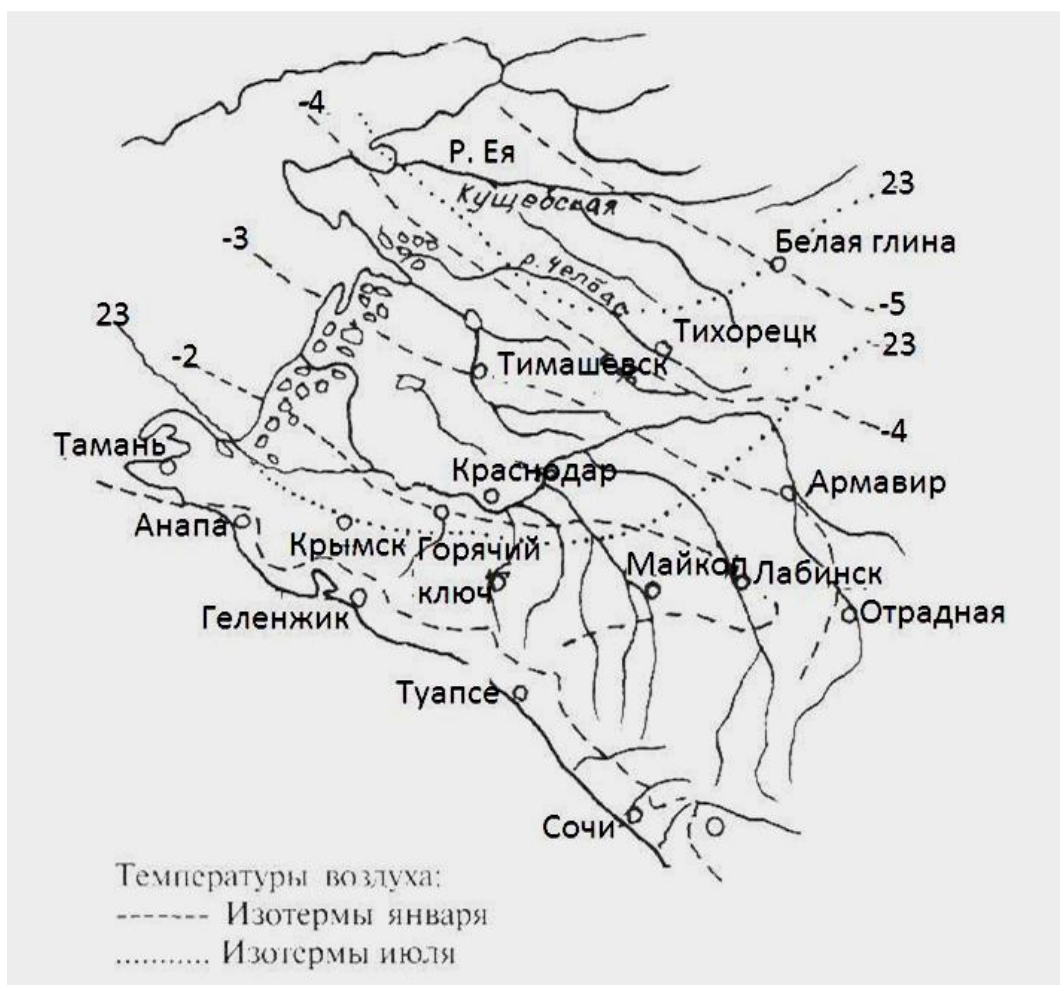 -4
Р. Ея
23
Кущевская
Белая глина
-3
р. Челбас
-5
23
Тихорецк
23
-2
Тимашевск
-4
Тамань
Краснодар
Армавир
Анапа
Крымск
Горячий
ключ
Майкоп
Лабинск
Геленжик
Отрадная
Туапсе
Сочи
Температуры воздуха:
------- Изотермы января
........... Изотермы июля